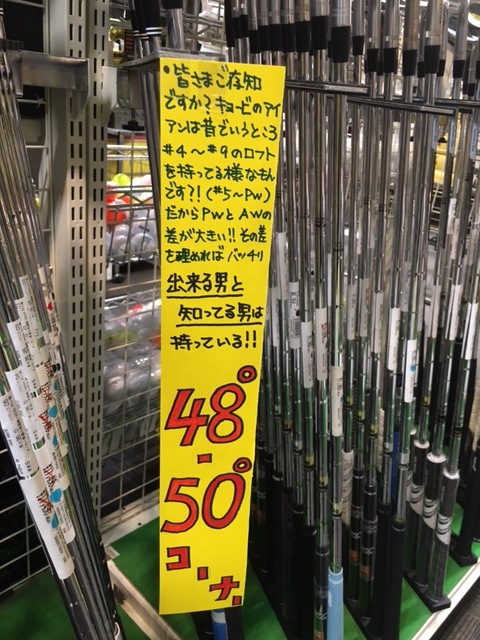 ・皆さまご存知
ですか？キョービのアイ
アンは昔でいうところ
#4〜#9のロフト
を持ってる様なもん
です?!(#5〜PW)
だからPWとAWの
差が大きい!!その差
を埋めればバッチリ
出来る男と
知ってる男は
持っている!!
48°
-
50°
コーナー